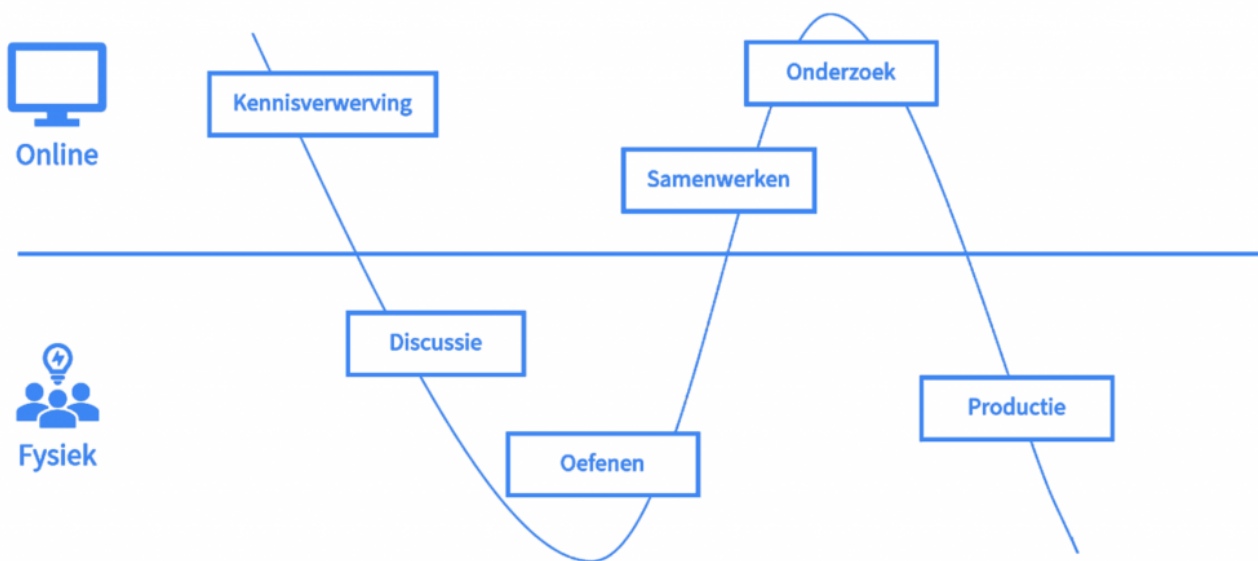 Online
Kennisverwerving
Onderzoek
Samenwerken
Discussie
Productie
Oefenen
Fysiek